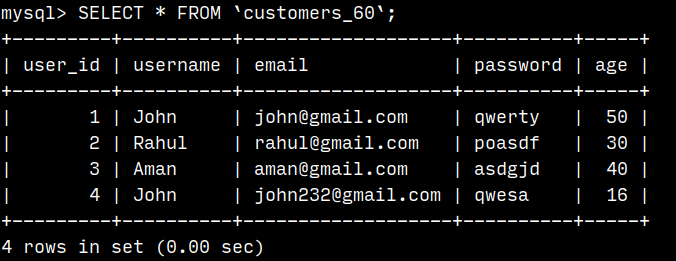 mysql> SELECT * FROM `customers_60`;
+---------+----------+-------------------+----------+-----+
| user_id | username | email             | password | age |
+---------+----------+-------------------+----------+-----+
|       1 | John     | john@gmail.com    | qwerty   |  50 |
|       2 | Rahul    | rahul@gmail.com   | poasdf   |  30 |
|       3 | Aman     | aman@gmail.com    | asdgjd   |  40 |
|       4 | John     | john232@gmail.com | qwesa    |  16 |
+---------+----------+-------------------+----------+-----+
4 rows in set (0.00 sec)